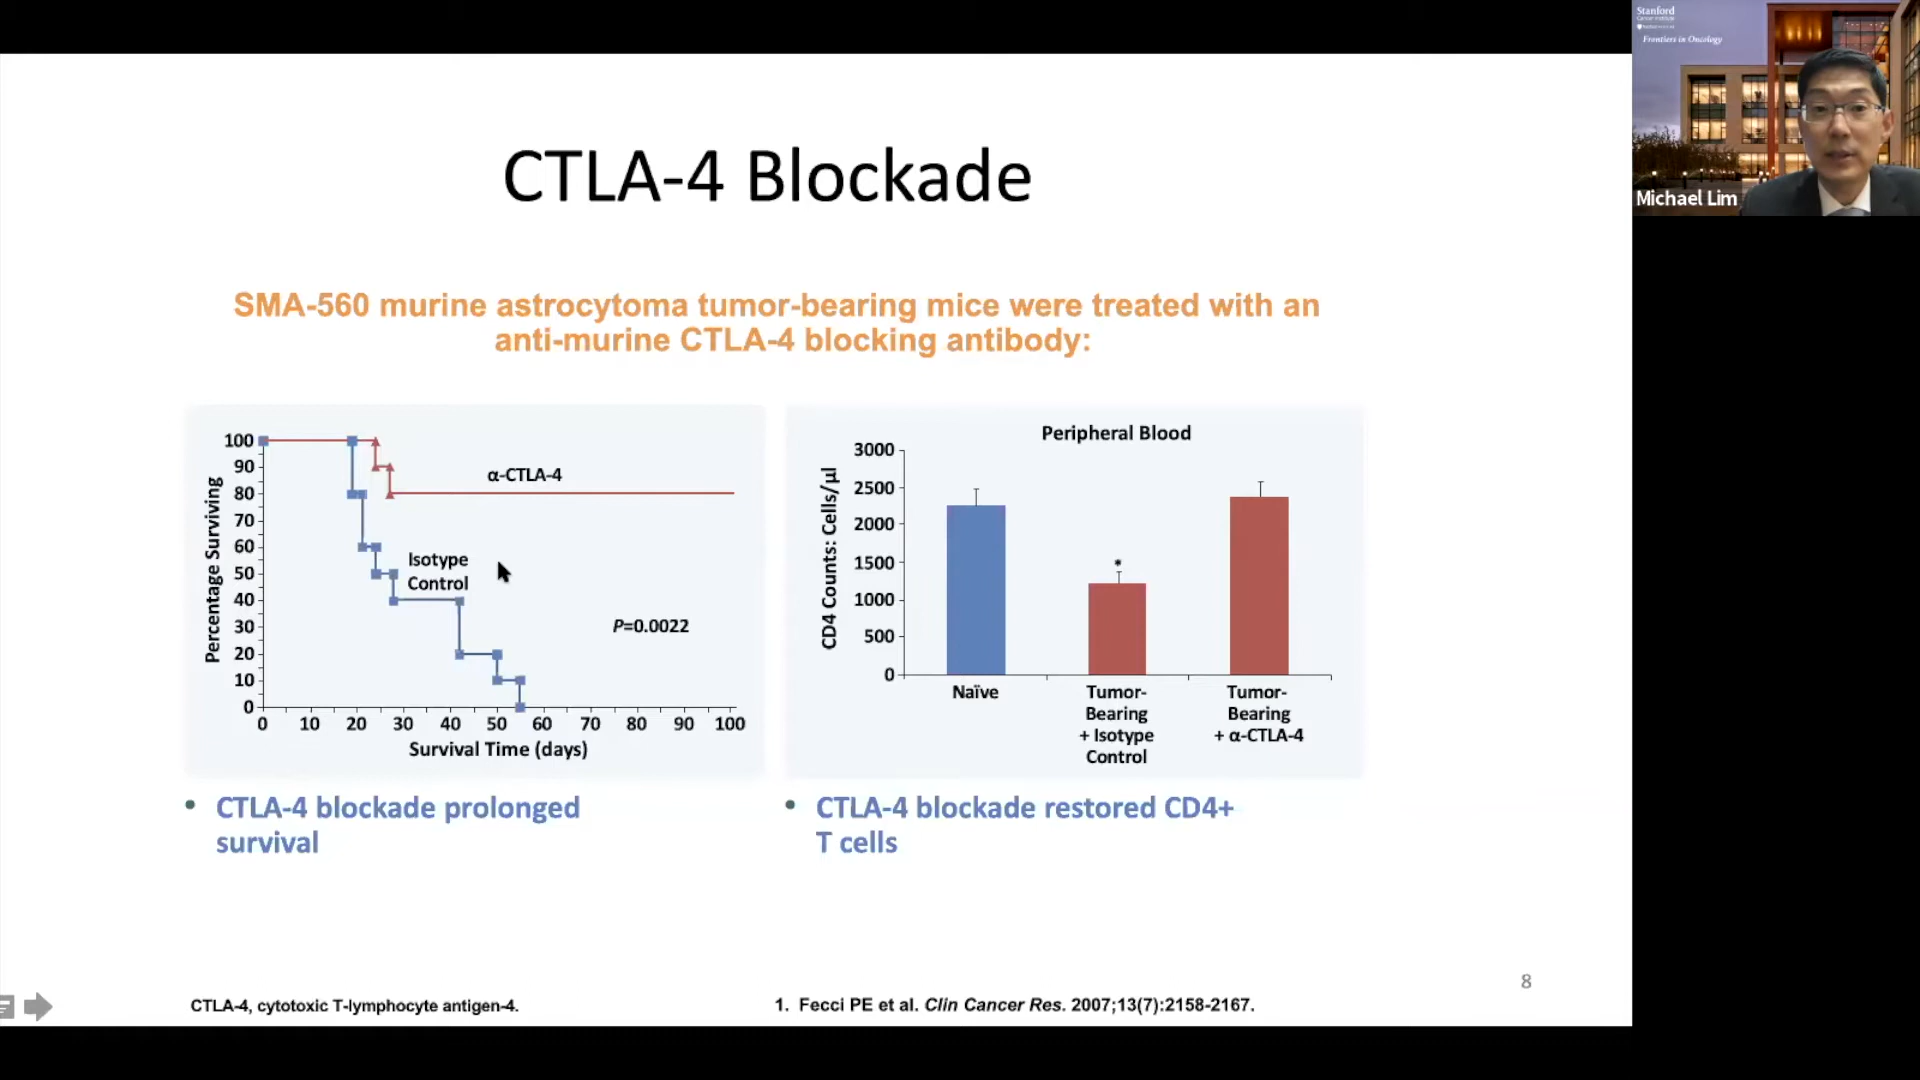 Stanford
Frontiers in Oncology
Michael Lim
CTLA-4 Blockade
SMA-560 murine astrocytoma tumor-bearing mice were treated with an
anti-murine CTLA-4 blocking antibody:
Percentage Surviving
100
90
80
70
60
50
40
30
20
10
0
α-CTLA-4
Isotype
Control
P=0.0022
0 10 20 30 40 50 60 70 80 90 100
Survival Time (days)
Peripheral Blood
CD4 Counts: Cells/µl
3000
2500
2000
1500
1000
500
0
*
Naïve
Tumor-
Bearing
+ Isotype
Control
Tumor-
Bearing
+ α-CTLA-4
• CTLA-4 blockade prolonged
survival
• CTLA-4 blockade restored CD4+
T cells
8
CTLA-4, cytotoxic T-lymphocyte antigen-4.
1. Fecci PE et al. Clin Cancer Res. 2007;13(7):2158-2167.